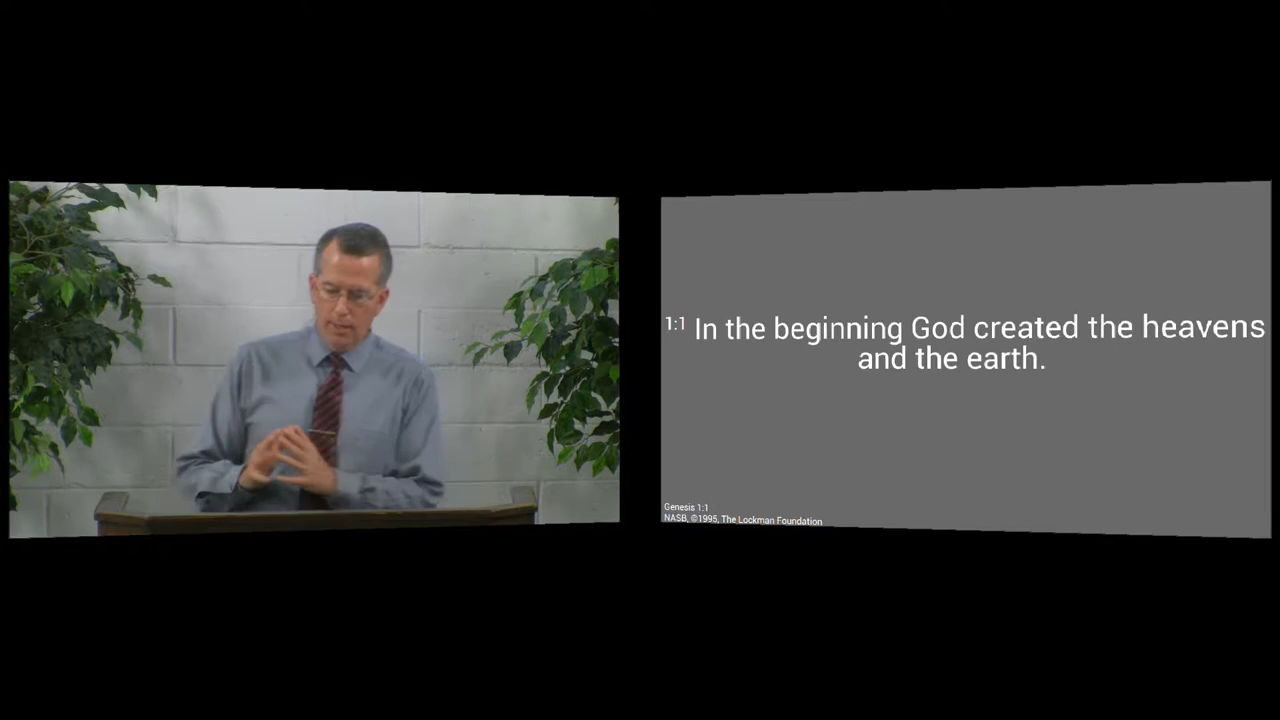 1:1 In the beginning God created the heavens
and the earth.
Genesis 1:1
NASB, ©1995, The Lockman Foundation